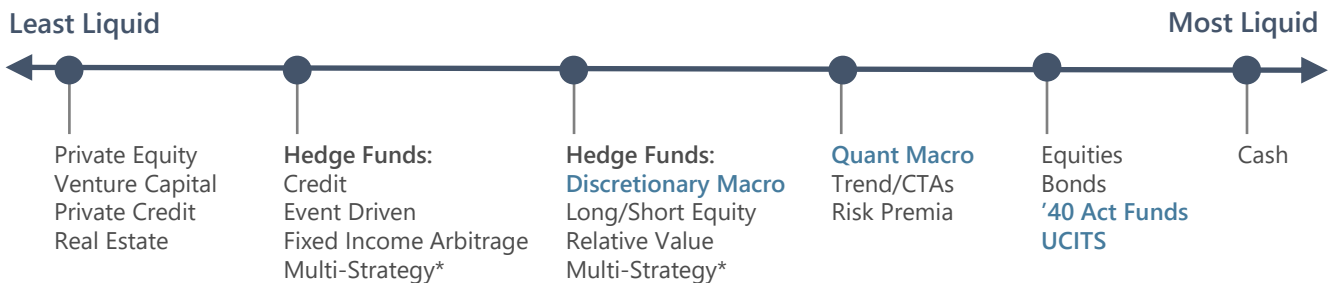 Least Liquid
Most Liquid
Private Equity
Venture Capital
Private Credit
Real Estate
Hedge Funds:
Credit
Event Driven
Fixed Income Arbitrage
Multi-Strategy*
Hedge Funds:
Discretionary Macro
Long/Short Equity
Relative Value
Multi-Strategy*
Quant Macro
Trend/CTAs
Risk Premia
Equities
Bonds
’40 Act Funds
UCITS
Cash